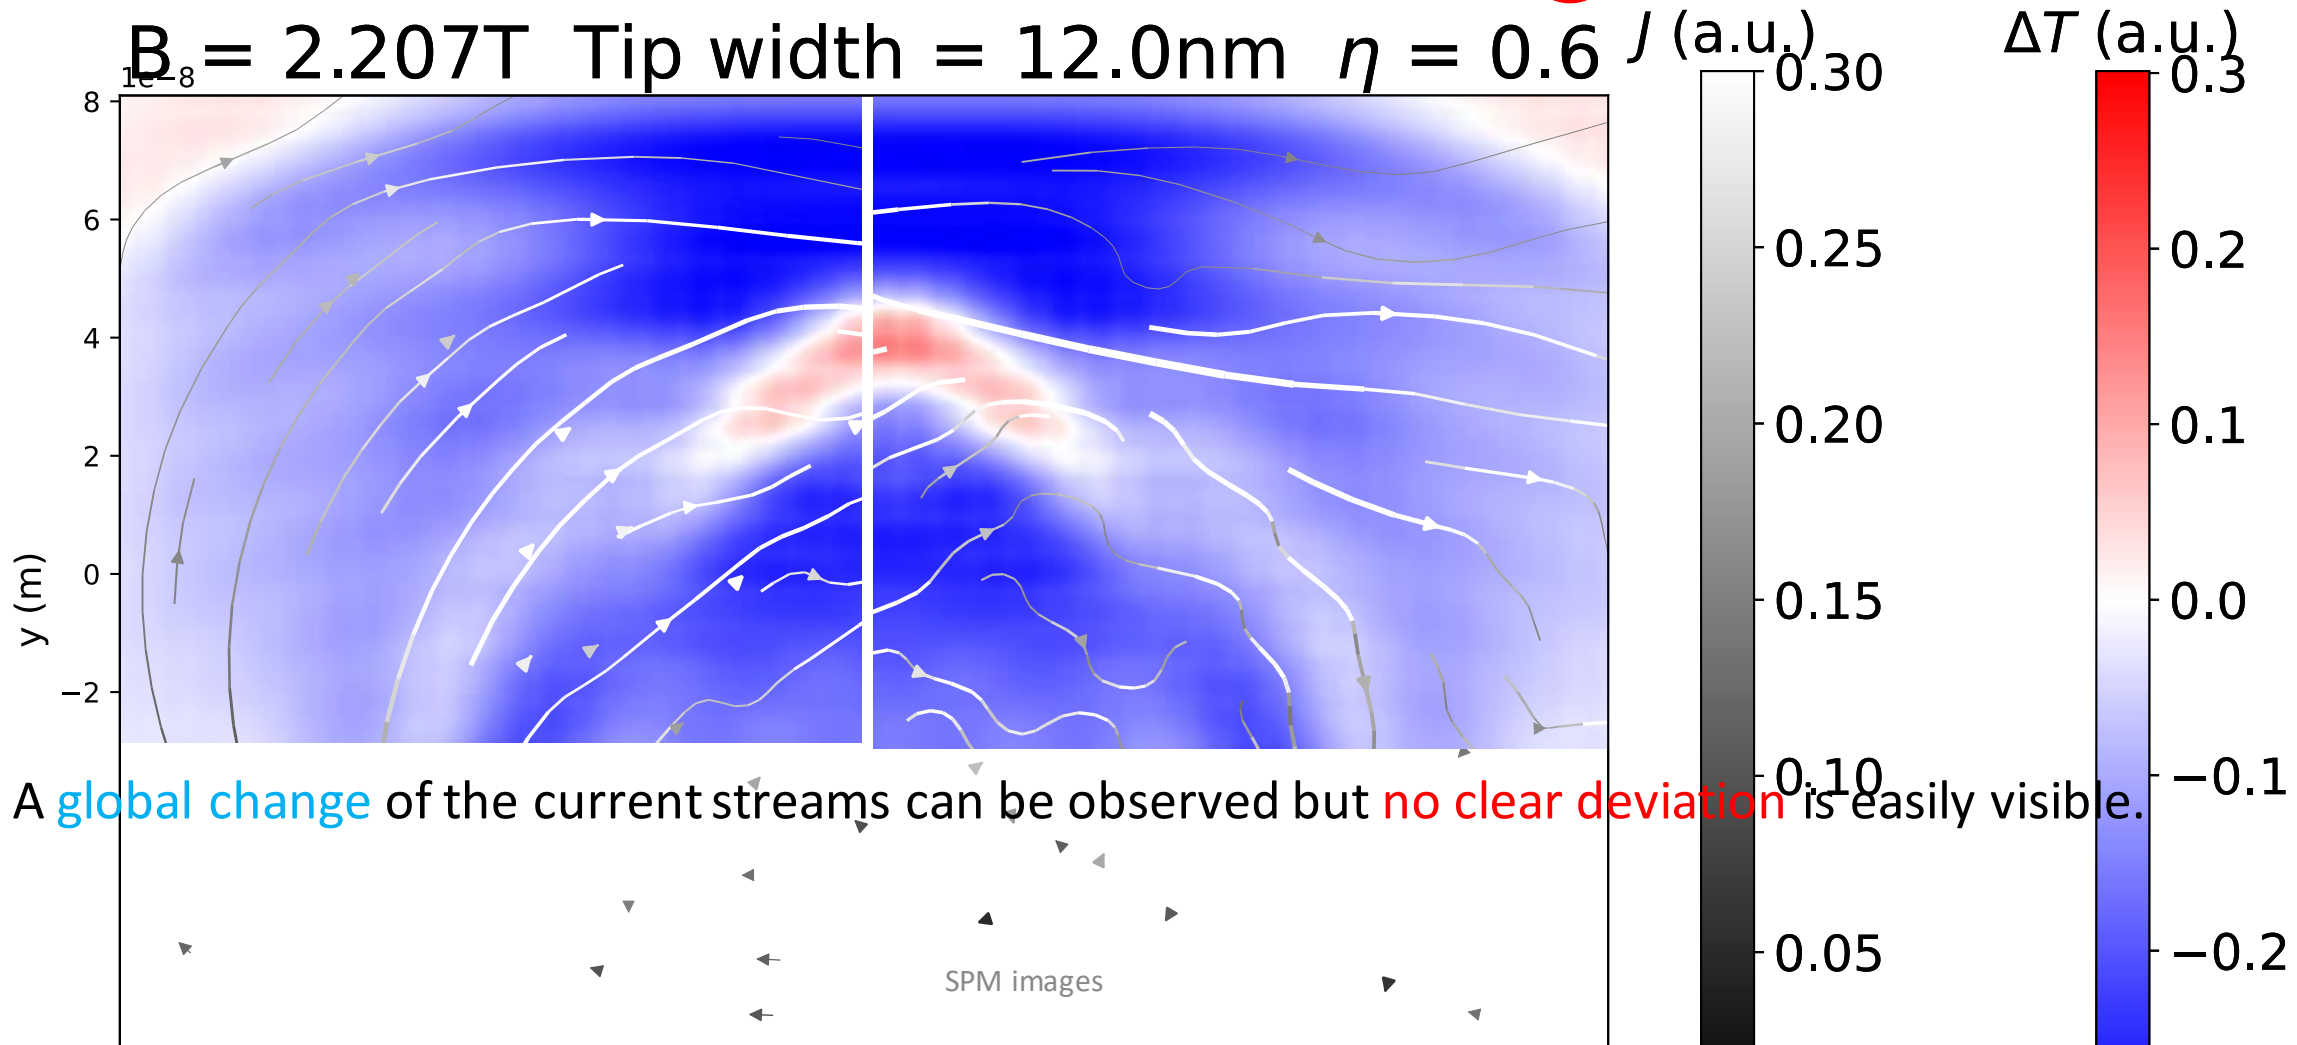 B = 2.207T Tip width = 12.0nm η = 0.6
J (a.u.)
ΔT (a.u.)
1e−8
8
6
4
2
0
−2
y (m)
0.30
0.25
0.20
0.15
0.10
0.05
0.3
0.2
0.1
0.0
−0.1
−0.2
A global change of the current streams can be observed but no clear deviation is easily visible.
SPM images